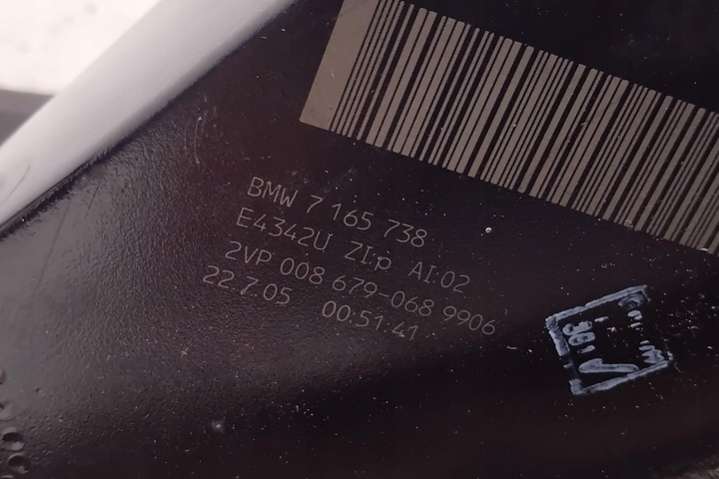 BMW 7 165 738
E4342U ZI:p AI:02
2VP 008 679-068 9906
22.7.05 00:51:41